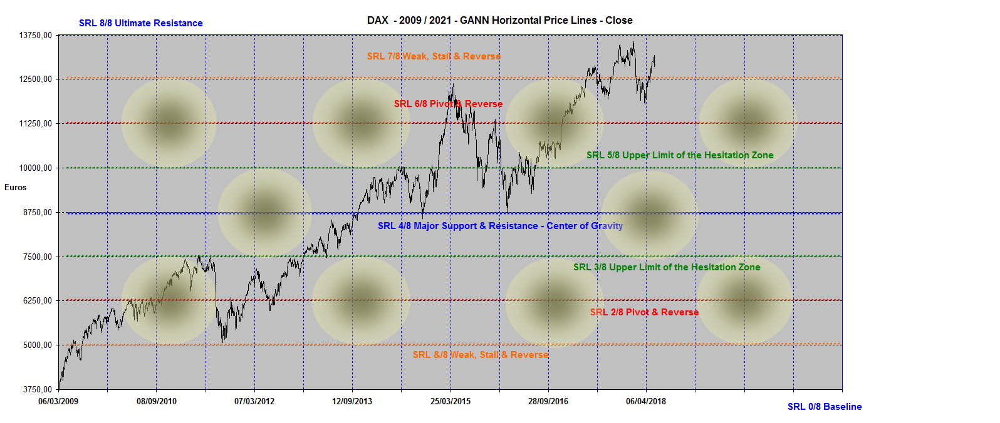 DAX - 2009 / 2021 - GANN Horizontal Price Lines - Close
SRL 8/8 Ultimate Resistance
13750,00
SRL 7/8 Weak, Stall & Reverse
12500,00
SRL 6/8 Pivot & Reverse
11250,00
SRL 5/8 Upper Limit of the Hesitation Zone
10000,00
Euros
8750,00
SRL 4/8 Major Support & Resistance - Center of Gravity
7500,00
SRL 3/8 Upper Limit of the Hesitation Zone
6250,00
SRL 2/8 Pivot & Reverse
5000,00
SRL &/8 Weak, Stall & Reverse
3750,00
06/03/2009 08/09/2010 07/03/2012 12/09/2013 25/03/2015 28/09/2016 06/04/2018
SRL 0/8 Baseline